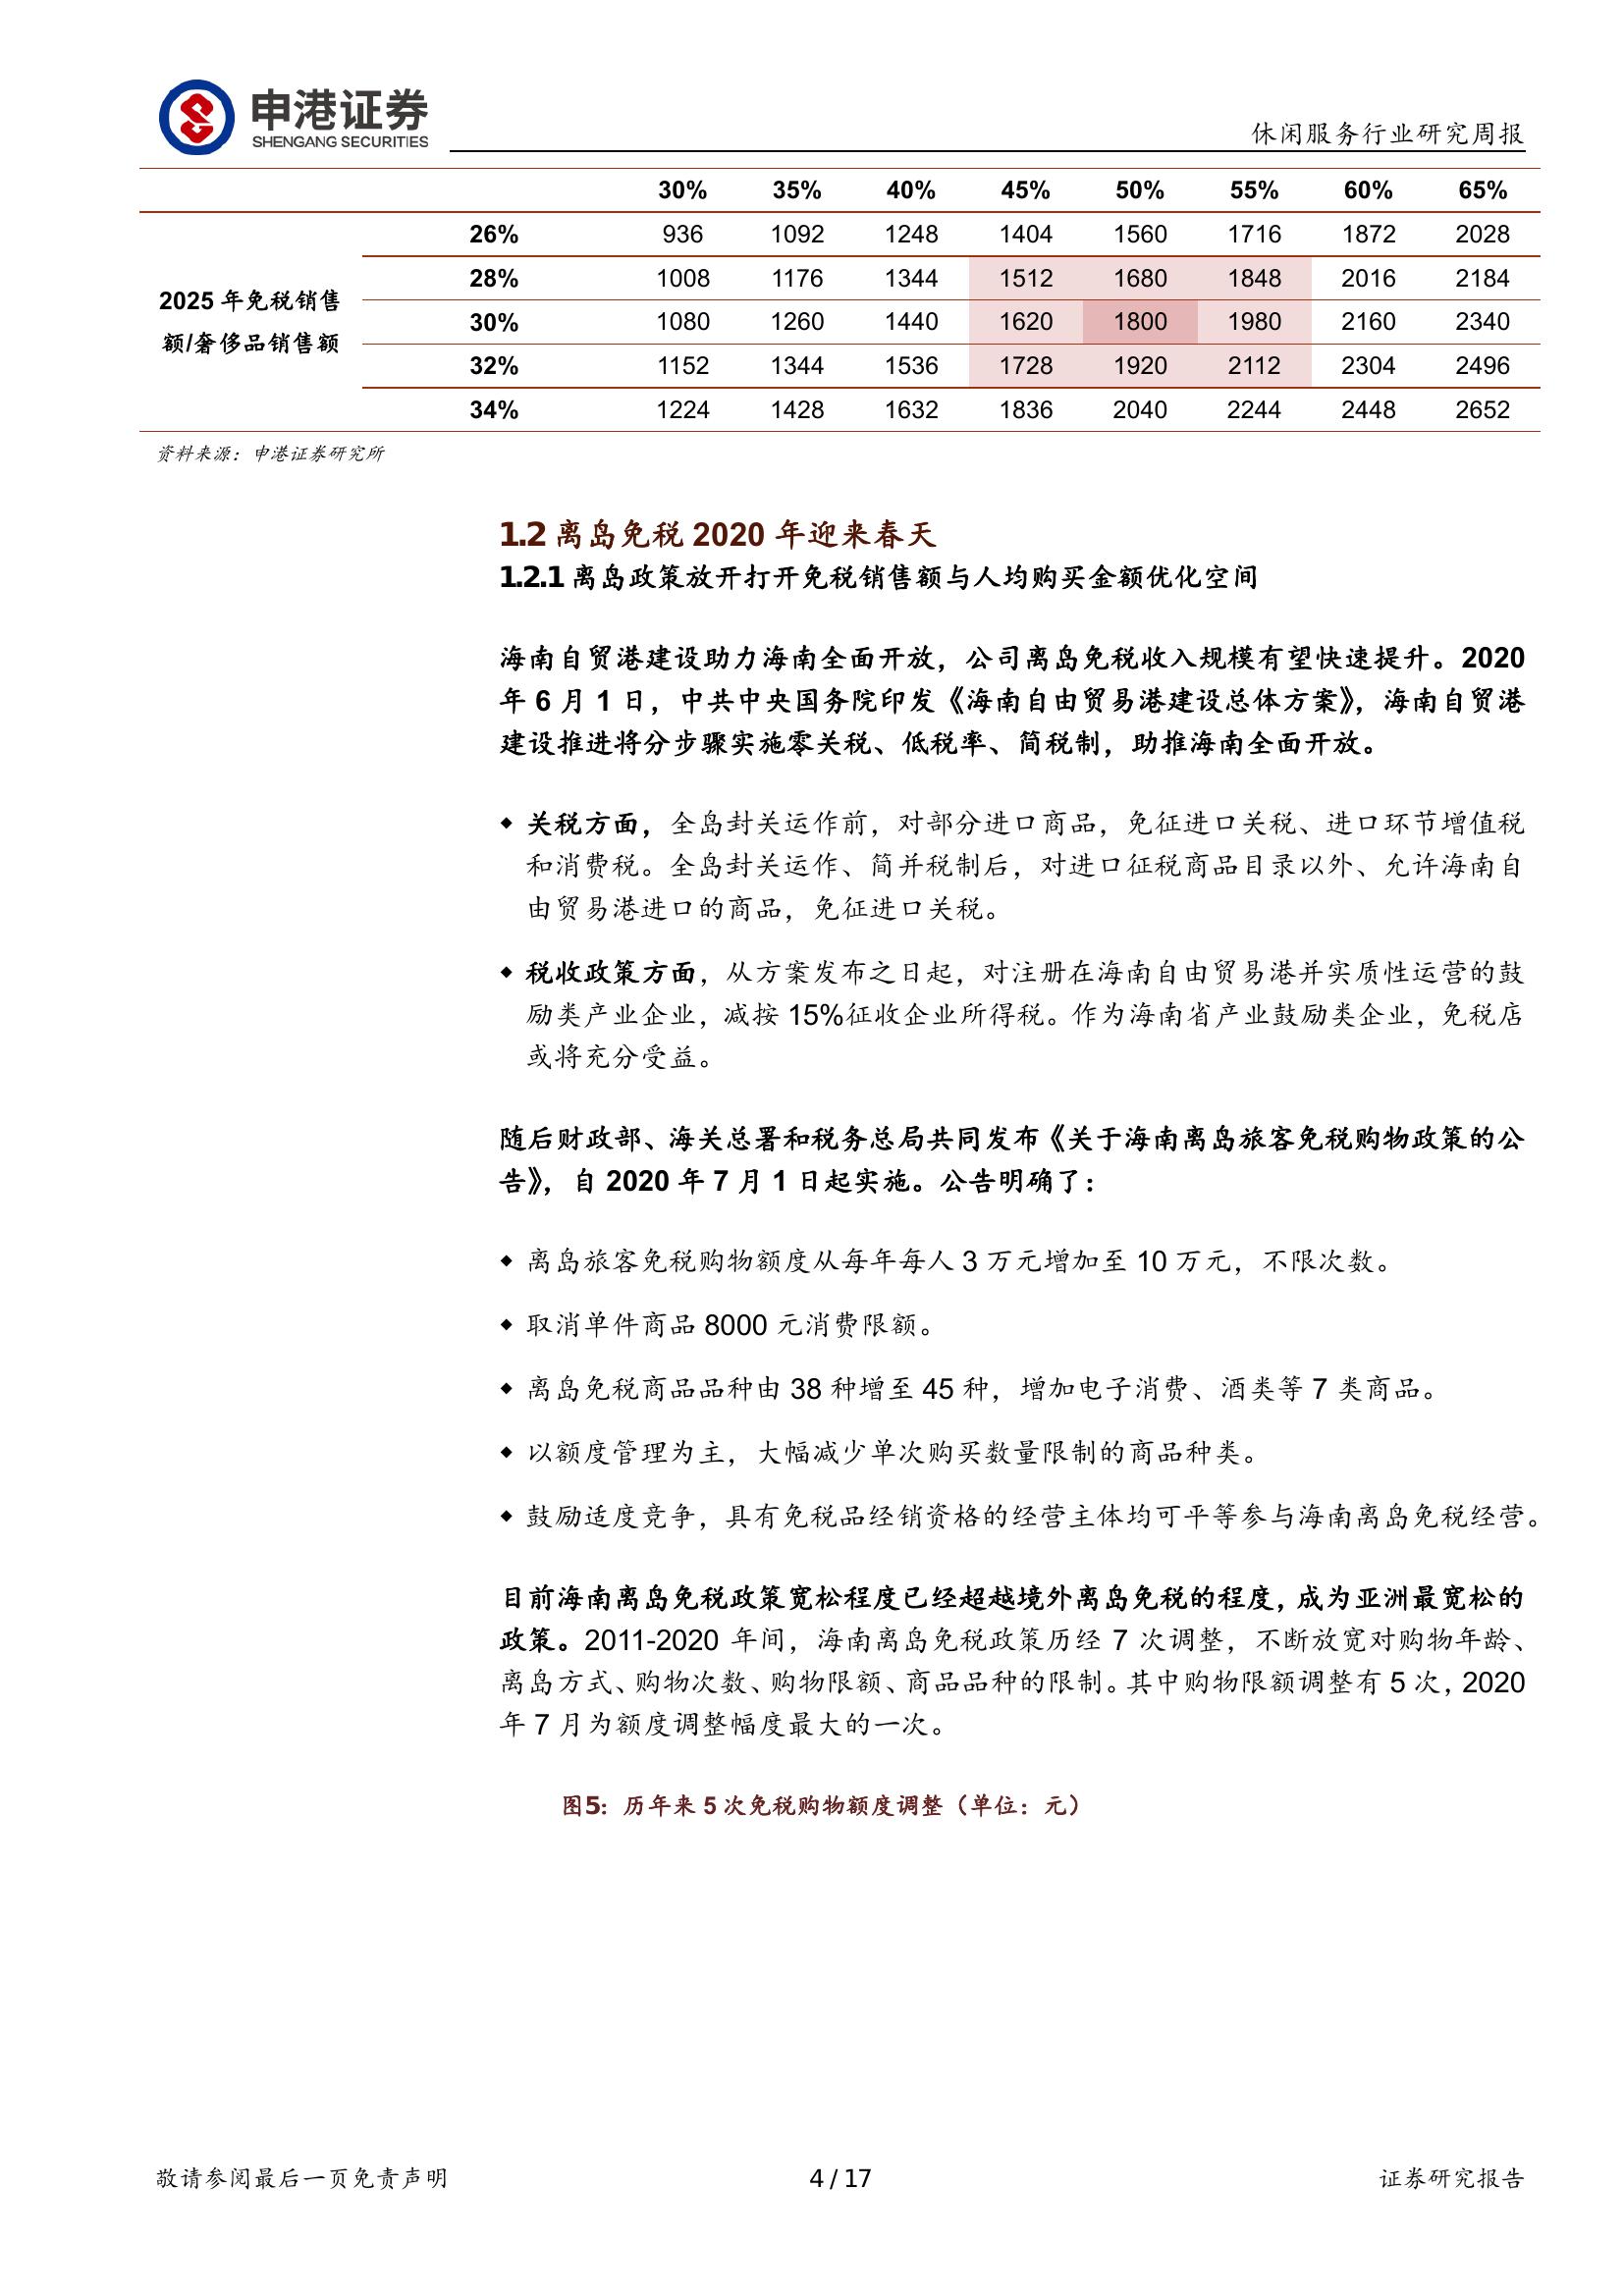 申港证券
SHENGANG SECURITIES
休闲服务行业研究周报
30% 35% 40% 45% 50% 55% 60% 65%
26% 936 1092 1248 1404 1560 1716 1872 2028
28% 1008 1176 1344 1512 1680 1848 2016 2184
2025 年免税销售
额/奢侈品销售额
30% 1080 1260 1440 1620 1800 1980 2160 2340
32% 1152 1344 1536 1728 1920 2112 2304 2496
34% 1224 1428 1632 1836 2040 2244 2448 2652
资料来源：申港证券研究所
1.2 离岛免税 2020 年迎来春天
1.2.1 离岛政策放开打开免税销售额与人均购买金额优化空间
海南自贸港建设助力海南全面开放，公司离岛免税收入规模有望快速提升。2020
年 6 月 1 日，中共中央国务院印发《海南自由贸易港建设总体方案》，海南自贸港
建设推进将分步骤实施零关税、低税率、简税制，助推海南全面开放。
◆ 关税方面，全岛封关运作前，对部分进口商品，免征进口关税、进口环节增值税
和消费税。全岛封关运作、简并税制后，对进口征税商品目录以外、允许海南自
由贸易港进口的商品，免征进口关税。
◆ 税收政策方面，从方案发布之日起，对注册在海南自由贸易港并实质性运营的鼓
励类产业企业，减按 15%征收企业所得税。作为海南省产业鼓励类企业，免税店
或将充分受益。
随后财政部、海关总署和税务总局共同发布《关于海南离岛旅客免税购物政策的公
告》，自 2020 年 7 月 1 日起实施。公告明确了：
◆ 离岛旅客免税购物额度从每年每人 3 万元增加至 10 万元，不限次数。
◆ 取消单件商品 8000 元消费限额。
◆ 离岛免税商品品种由 38 种增至 45 种，增加电子消费、酒类等 7 类商品。
◆ 以额度管理为主，大幅减少单次购买数量限制的商品种类。
◆ 鼓励适度竞争，具有免税品经销资格的经营主体均可平等参与海南离岛免税经营。
目前海南离岛免税政策宽松程度已经超越境外离岛免税的程度，成为亚洲最宽松的
政策。2011-2020 年间，海南离岛免税政策历经 7 次调整，不断放宽对购物年龄、
离岛方式、购物次数、购物限额、商品品种的限制。其中购物限额调整有 5 次，2020
年 7 月为额度调整幅度最大的一次。
图5：历年来 5 次免税购物额度调整（单位：元）
敬请参阅最后一页免责声明
4 / 17
证券研究报告